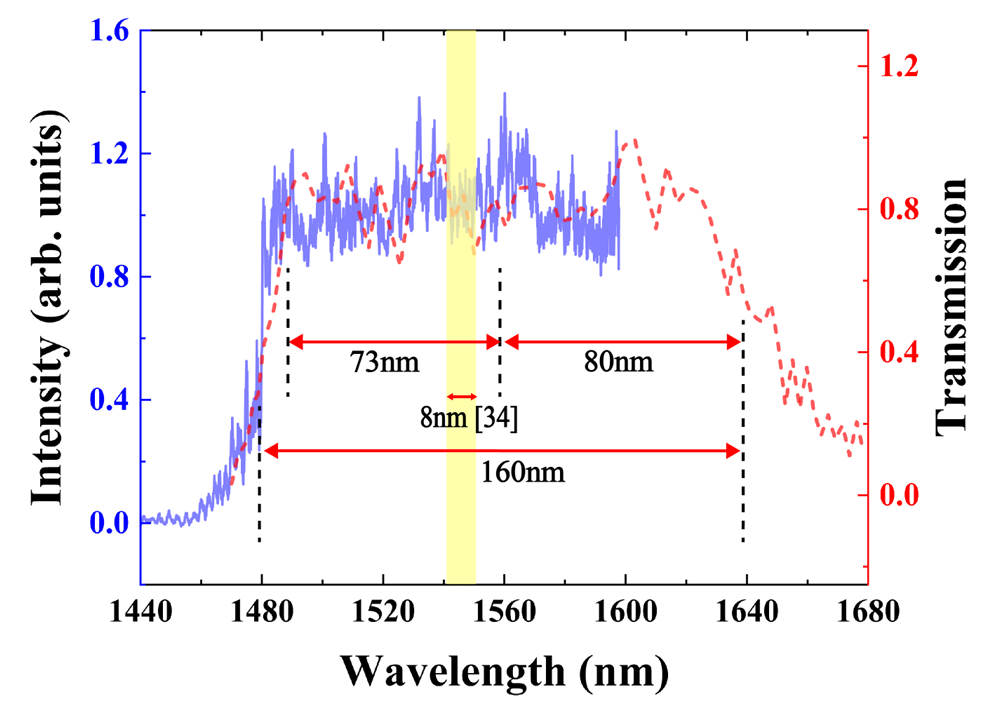 1.6
1.2
0.8
0.4
0.0
Intensity (arb. units)
1.2
0.8
0.4
0.0
Transmission
73nm
80nm
8nm [34]
160nm
1440 1480 1520 1560 1600 1640 1680
Wavelength (nm)